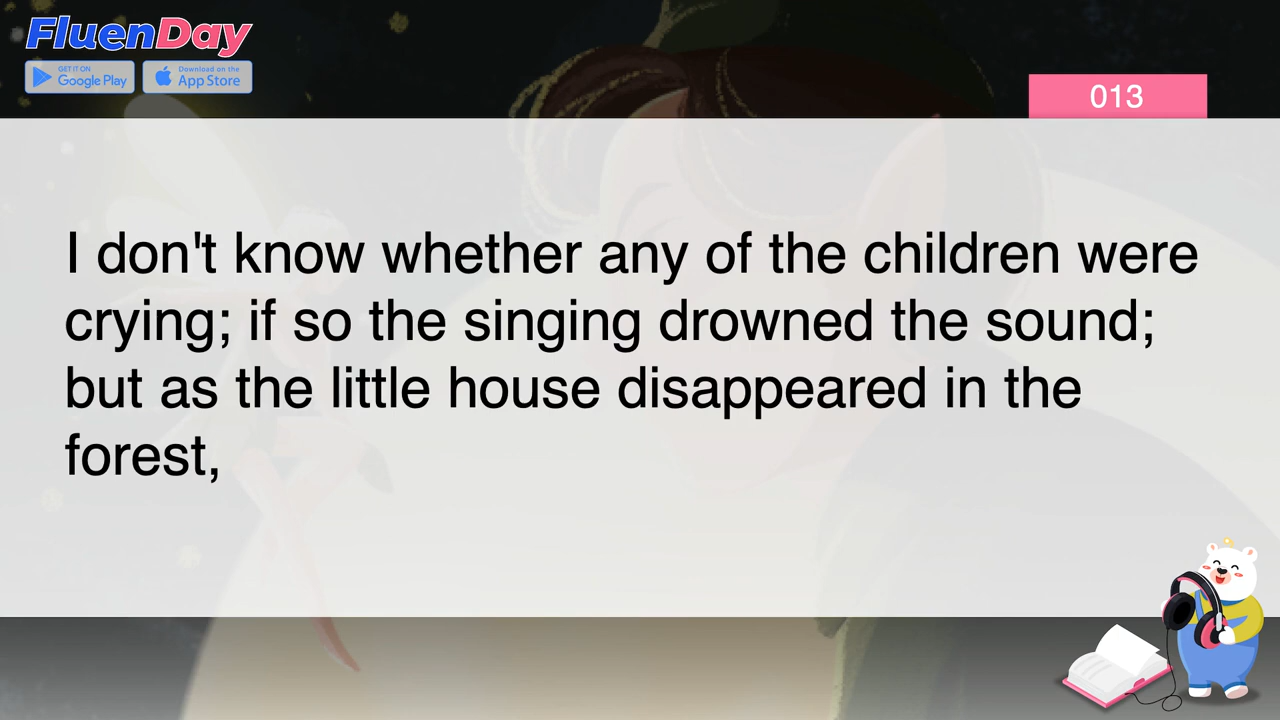 FluenDay
GET IT ON
Google Play
Download on the
App Store
013
I don't know whether any of the children were
crying; if so the singing drowned the sound;
but as the little house disappeared in the
forest,